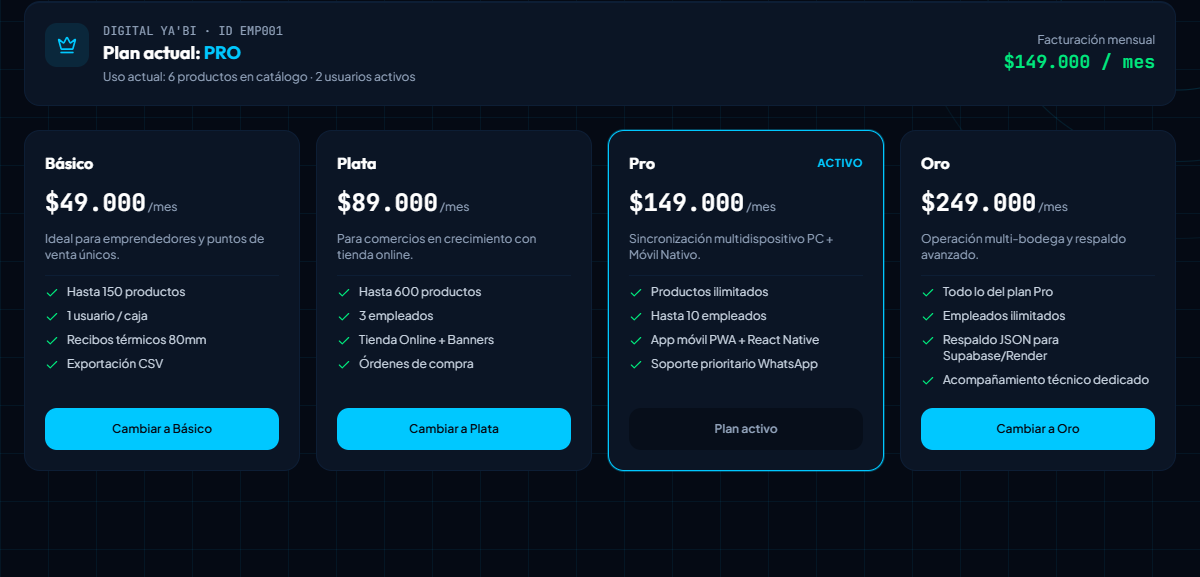 DIGITAL YA'BI · ID EMP001
Plan actual: PRO
Uso actual: 6 productos en catálogo · 2 usuarios activos
Facturación mensual
$149.000 / mes
Básico
$49.000 /mes
Ideal para emprendedores y puntos de
venta únicos.
Hasta 150 productos
1 usuario / caja
Recibos térmicos 80mm
Exportación CSV
Cambiar a Básico
Plata
$89.000 /mes
Para comercios en crecimiento con
tienda online.
Hasta 600 productos
3 empleados
Tienda Online + Banners
Órdenes de compra
Cambiar a Plata
Pro
ACTIVO
$149.000 /mes
Sincronización multidispositivo PC +
Móvil Nativo.
Productos ilimitados
Hasta 10 empleados
App móvil PWA + React Native
Soporte prioritario WhatsApp
Plan activo
Oro
$249.000 /mes
Operación multi-bodega y respaldo
avanzado.
Todo lo del plan Pro
Empleados ilimitados
Respaldo JSON para
Supabase/Render
Acompañamiento técnico dedicado
Cambiar a Oro